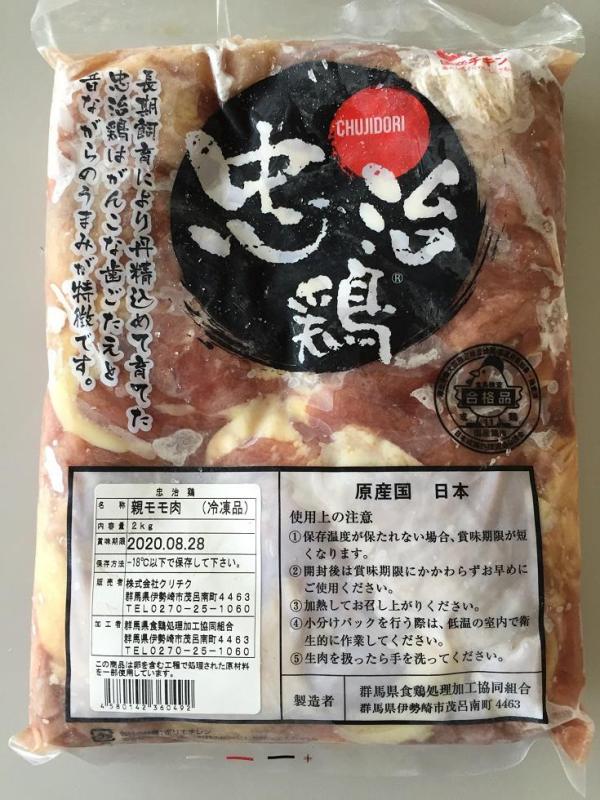 チキン
CHUJIDORI
忠治
鶏
®
長期飼育により丹精込めて育てた
忠治鶏はがんこな歯ごたえと
昔ながらのうまみが特徴です。
合格品
忠治鶏
名称 親モモ肉 (冷凍品)
内容量 2kg
賞味期限 2020.08.28
保存方法 -18℃以下で保存して下さい。
販売者 株式会社クリチク
群馬県伊勢崎市茂呂南町4463
TEL0270-25-1060
加工者 群馬県食鶏処理加工協同組合
群馬県伊勢崎市茂呂南町4463
TEL0270-25-1060
この商品は卵を含む工程で処理された原材料
を一部使用しています。
4580142360492
原産国 日本
使用上の注意
①保存温度が保たれない場合、賞味期限が短
くなります。
②開封後は賞味期限にかかわらずお早めに
ご使用ください。
③加熱してお召し上がりください。
④小分けパックを行う際は、低温の室内で衛
生的に作業してください。
⑤生肉を扱ったら手を洗ってください。
製造者 群馬県食鶏処理加工協同組合
群馬県伊勢崎市茂呂南町4463